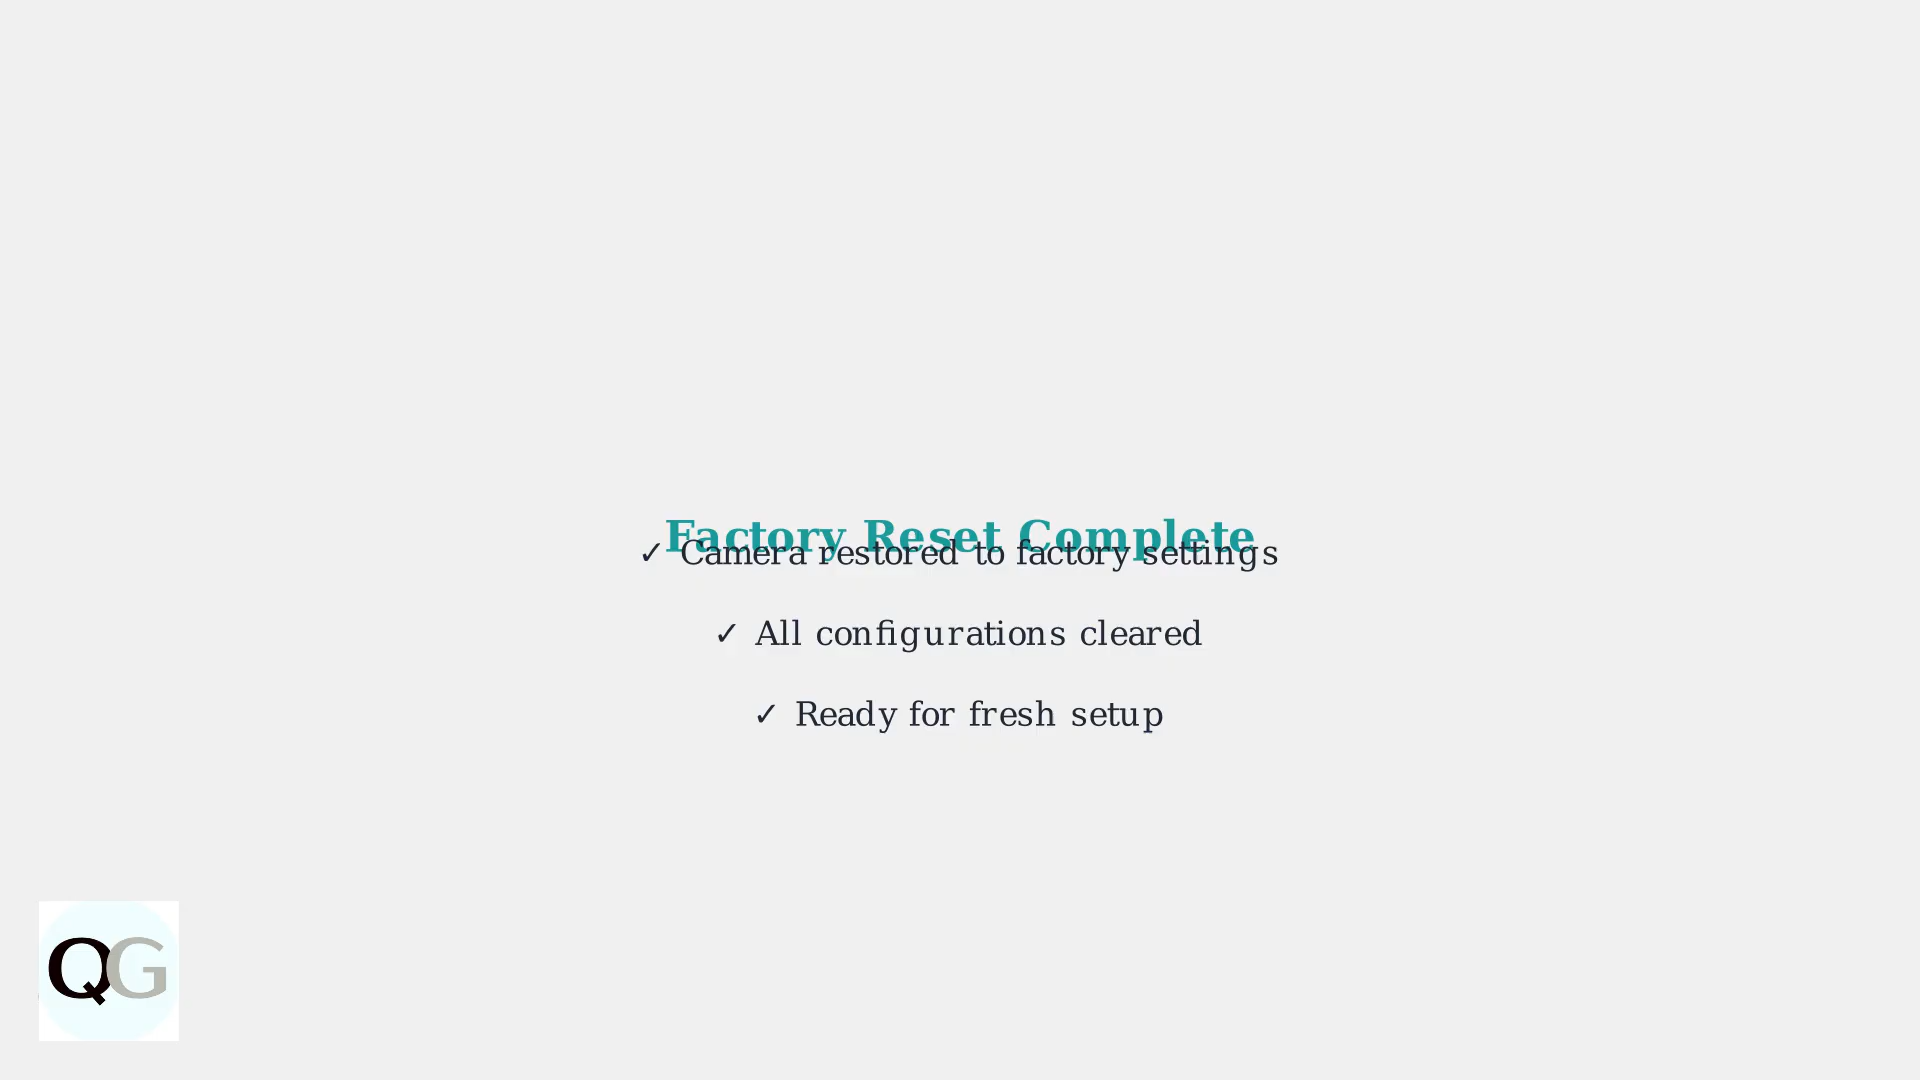 Factory Reset Complete
✓ Camera restored to factory settings
✓ All configurations cleared
✓ Ready for fresh setup
QG